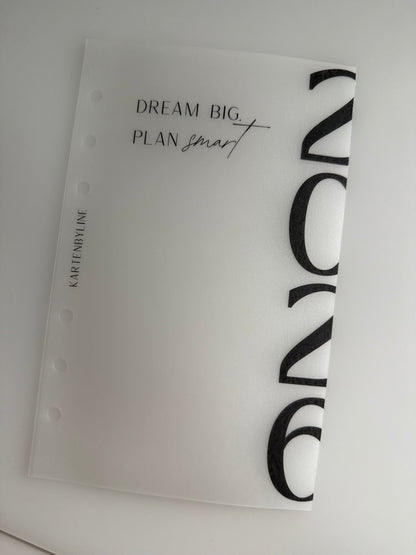 DREAM BIG.
PLAN smart
KARTENBYLINE
2026